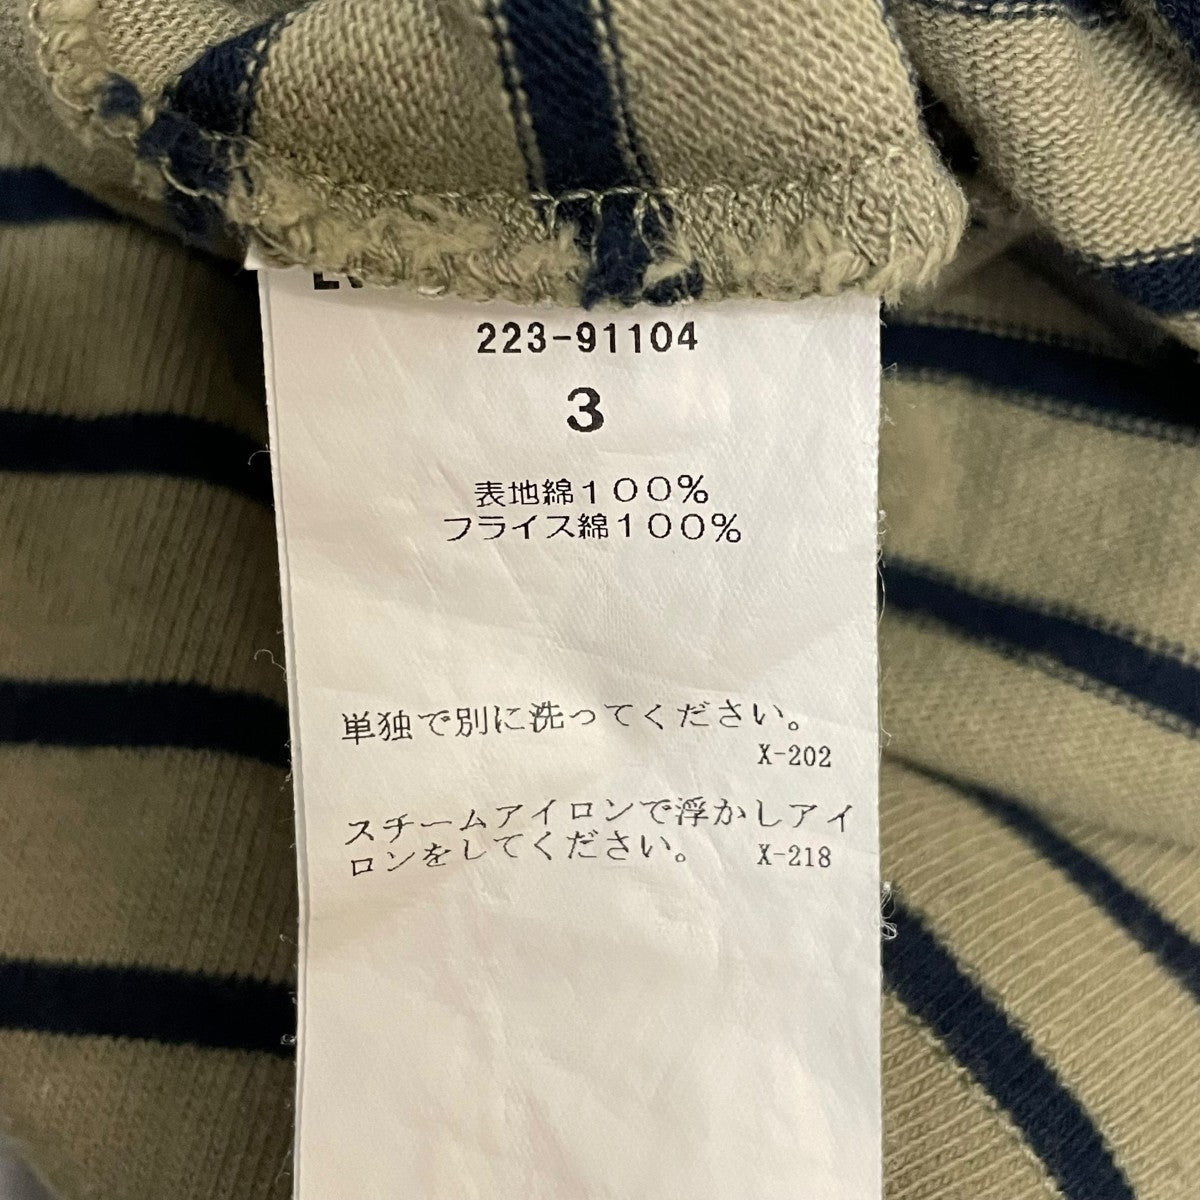 223-91104
3
表地綿１００％
フライス綿１００％
単独で別に洗ってください。
X-202
スチームアイロンで浮かしアイ
ロンをしてください。 X-218